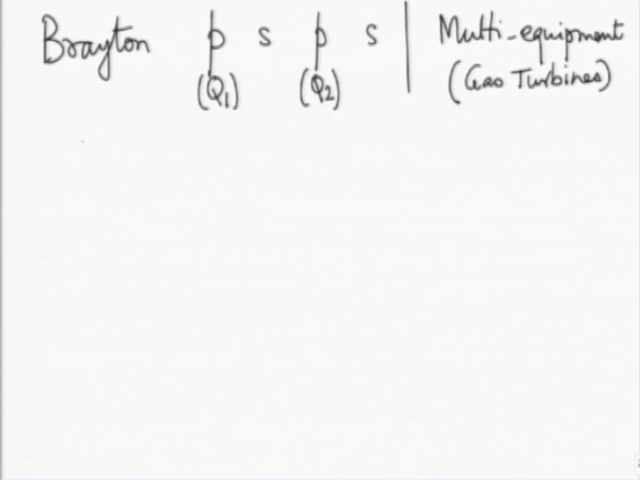 Brayton p s p s | Multi-equipment
(Q1) (Q2) (Gas Turbines)